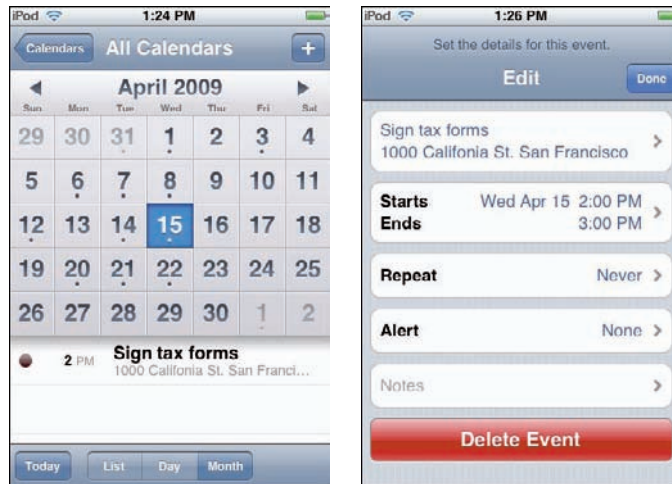 iPod 1:24 PM
Calendars All Calendars +
April 2009
Sun Mon Tue Wed Thu Fri Sat
29 30 31 1 2 3 4
5 6 7 8 9 10 11
12 13 14 15 16 17 18
19 20 21 22 23 24 25
26 27 28 29 30 1 2
2 PM Sign tax forms
1000 Califonia St. San Franci...
Today List Day Month
iPod 1:26 PM
Set the details for this event.
Edit Done
Sign tax forms
1000 Califonia St. San Francisco
Starts Wed Apr 15 2:00 PM
Ends 3:00 PM
Repeat Never
Alert None
Notes
Delete Event